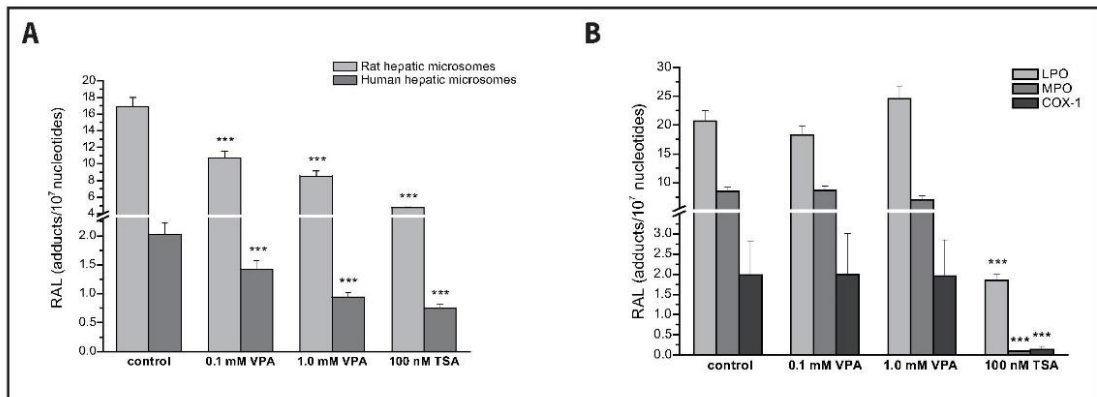 A
Rat hepatic microsomes
Human hepatic microsomes
RAL (adducts/10⁷ nucleotides)
20
18
16
14
12
10
8
6
4
2.0
1.5
1.0
0.5
0.0
***
***
***
***
***
***
control
0.1 mM VPA
1.0 mM VPA
100 nM TSA
B
LPO
MPO
COX-1
RAL (adducts/10⁷ nucleotides)
30
25
20
15
10
5
3.0
2.5
2.0
1.5
1.0
0.5
0.0
***
***
***
control
0.1 mM VPA
1.0 mM VPA
100 nM TSA